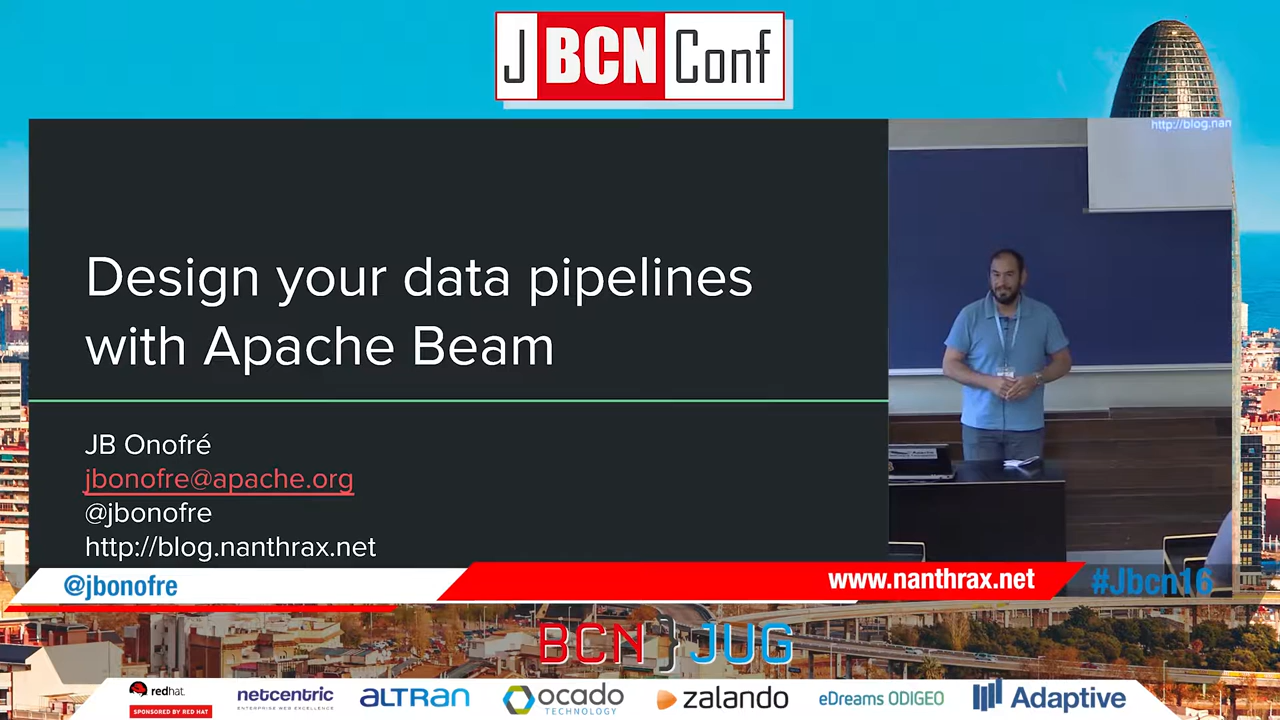 J BCN Conf
http://blog.nan
Design your data pipelines
with Apache Beam
JB Onofré
jbonofre@apache.org
@jbonofre
http://blog.nanthrax.net
@jbonofre
www.nanthrax.net
#Jbcn16
BCN JUG
redhat.
SPONSORED BY RED HAT
netcentric
ENTERPRISE WEB EXCELLENCE
ALTRAN
ocado
TECHNOLOGY
zalando
eDreams ODIGEO
Adaptive